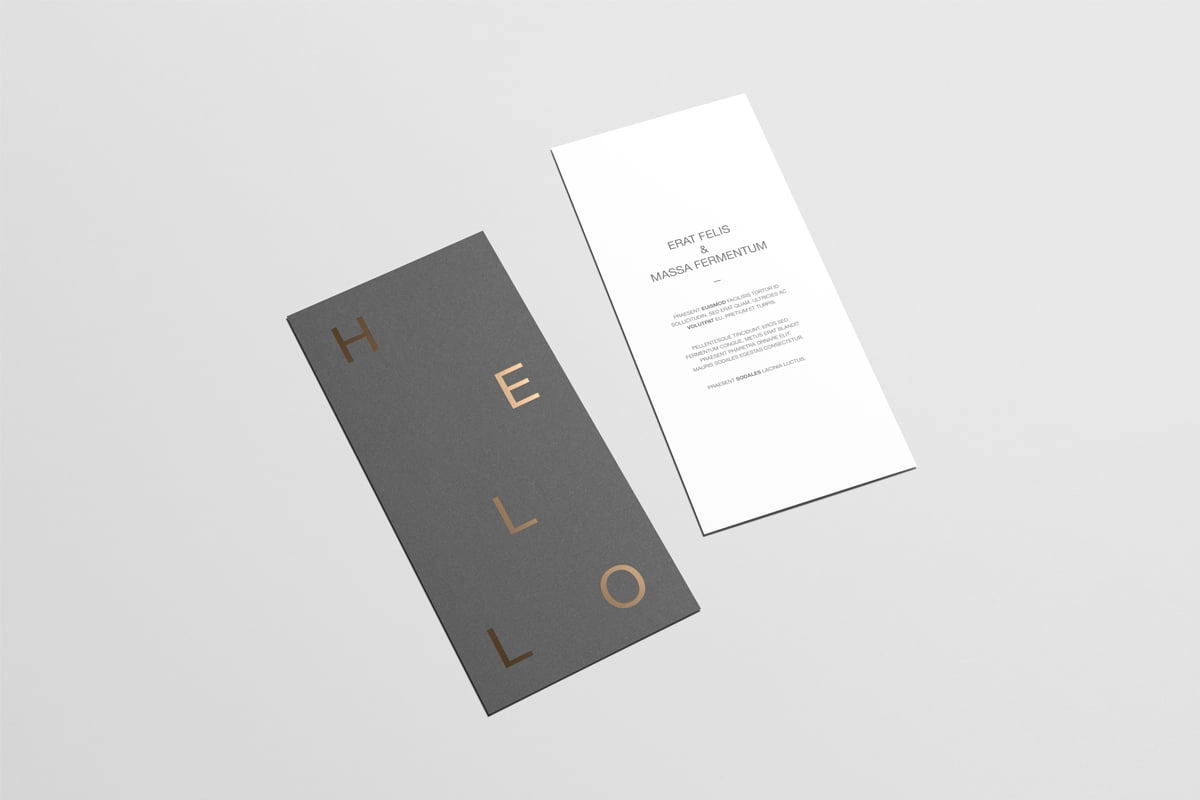 H
E
L
L O
ERAT FELIS
&
MASSA FERMENTUM
—
PRAESENT EUISMOD FACILISIS TORTOR ID
SOLLICITUDIN. SED ERAT QUAM, ULTRICIES AC
VOLUTPAT EU, PRETIUM ET TURPIS.
PELLENTESQUE TINCIDUNT, EROS SED
FERMENTUM CONGUE, METUS ERAT BLANDIT
PRAESENT PHARETRA ORNARE ELIT.
MAURIS SODALES EGESTAS CONSECTETUR.
PRAESENT SODALES LACINIA LUCTUS.